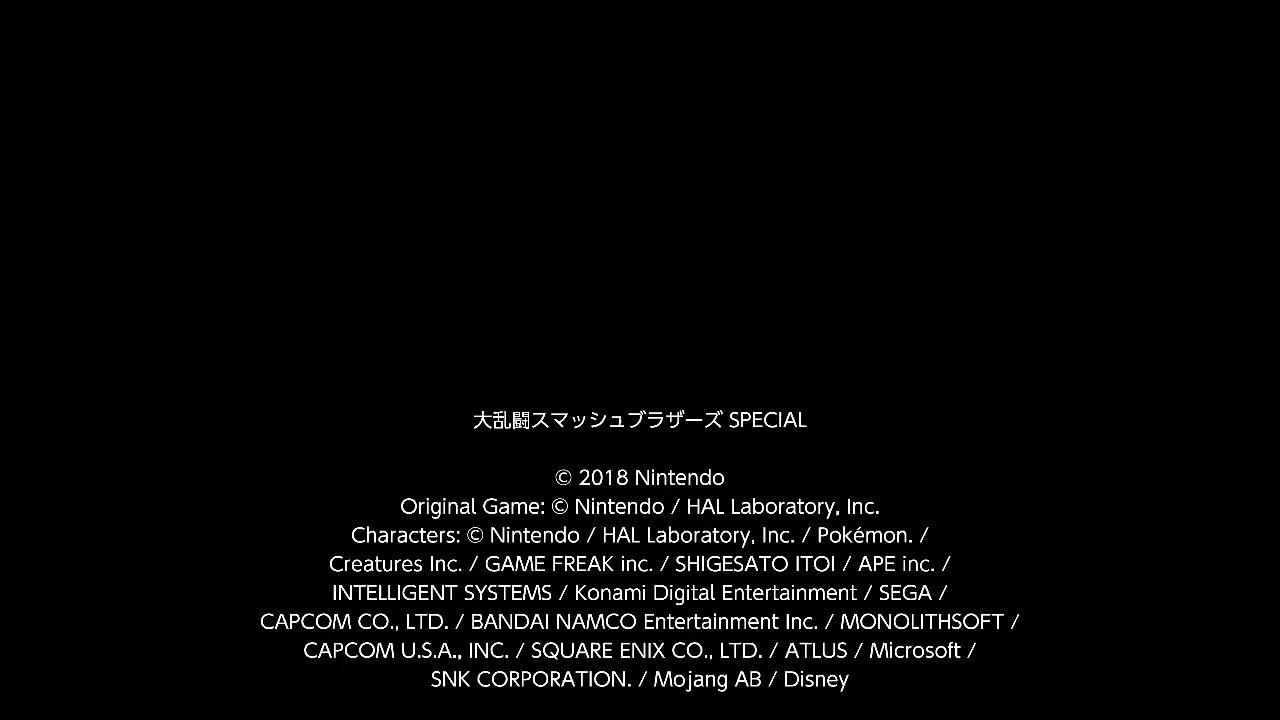 大乱闘スマッシュブラザーズ SPECIAL
© 2018 Nintendo
Original Game: © Nintendo / HAL Laboratory, Inc.
Characters: © Nintendo / HAL Laboratory, Inc. / Pokémon. /
Creatures Inc. / GAME FREAK inc. / SHIGESATO ITOI / APE inc. /
INTELLIGENT SYSTEMS / Konami Digital Entertainment / SEGA /
CAPCOM CO., LTD. / BANDAI NAMCO Entertainment Inc. / MONOLITHSOFT /
CAPCOM U.S.A., INC. / SQUARE ENIX CO., LTD. / ATLUS / Microsoft /
SNK CORPORATION. / Mojang AB / Disney